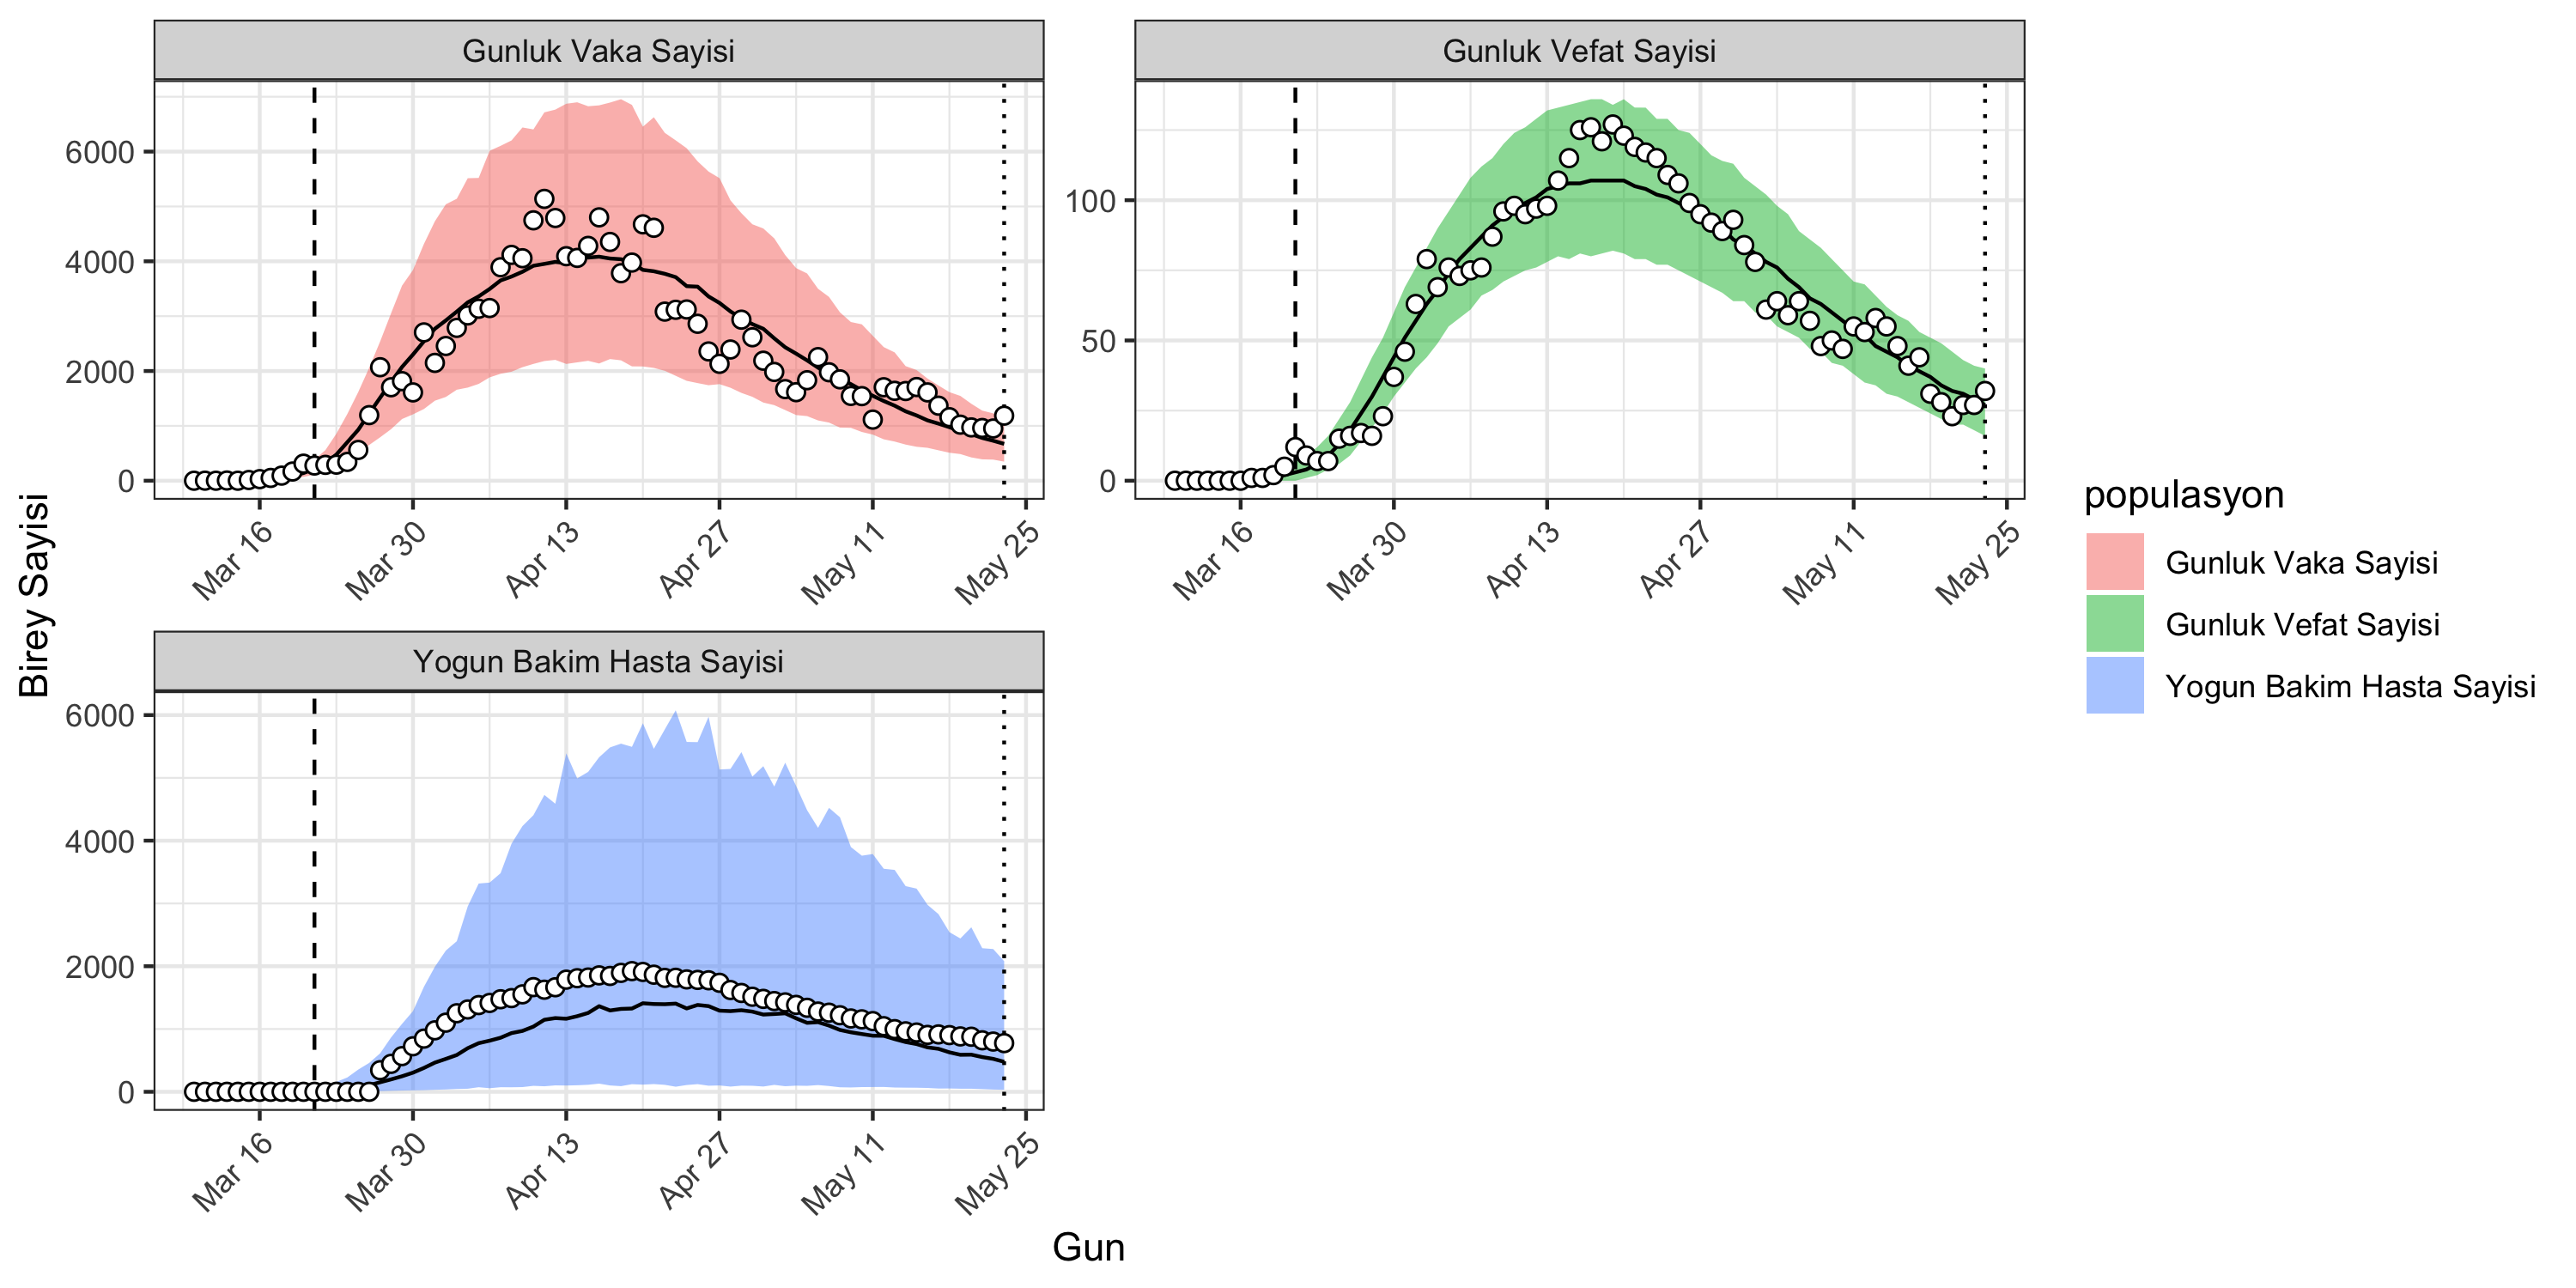 Gunluk Vaka Sayisi
6000
4000
2000
0
Mar 16
Mar 30
Apr 13
Apr 27
May 11
May 25
Gunluk Vefat Sayisi
100
50
0
Mar 16
Mar 30
Apr 13
Apr 27
May 11
May 25
Yogun Bakim Hasta Sayisi
6000
4000
2000
0
Mar 16
Mar 30
Apr 13
Apr 27
May 11
May 25
Birey Sayisi
Gun
populasyon
Gunluk Vaka Sayisi
Gunluk Vefat Sayisi
Yogun Bakim Hasta Sayisi